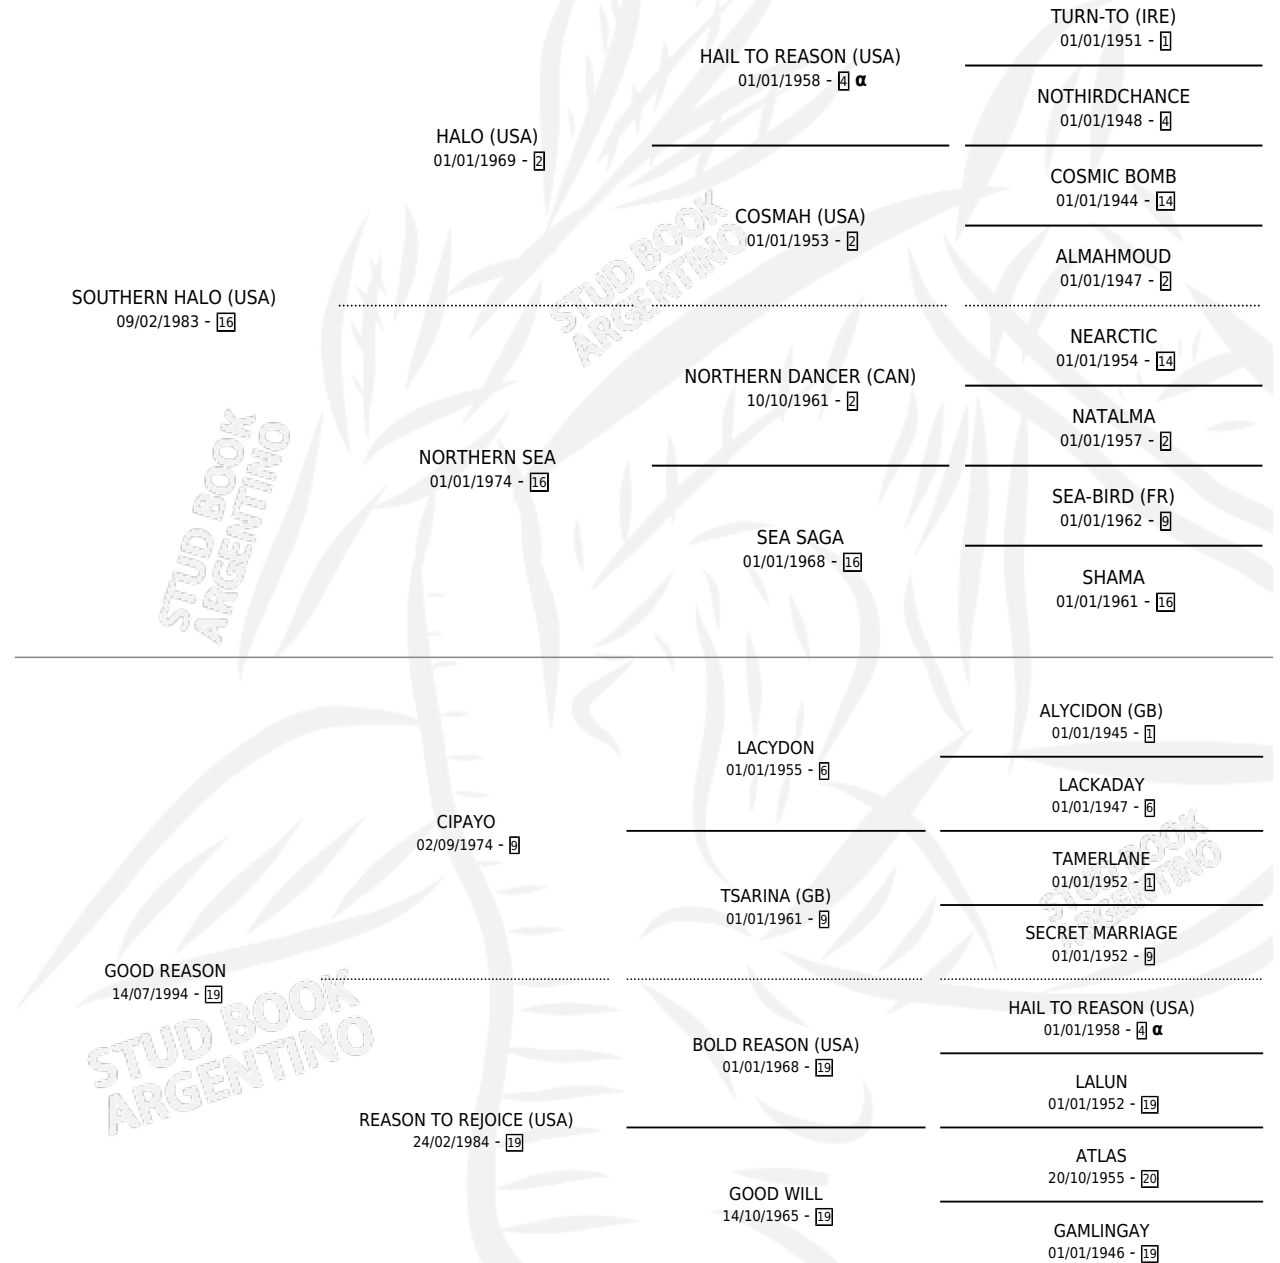 TURN-TO (IRE)
01/01/1951 - 1
HAIL TO REASON (USA)
01/01/1958 - 4 α
NOTHIRDCHANCE
01/01/1948 - 4
HALO (USA)
01/01/1969 - 2
COSMIC BOMB
01/01/1944 - 14
COSMAH (USA)
01/01/1953 - 2
ALMAHMOUD
01/01/1947 - 2
SOUTHERN HALO (USA)
09/02/1983 - 16
NEARCTIC
01/01/1954 - 14
NORTHERN DANCER (CAN)
10/10/1961 - 2
NATALMA
01/01/1957 - 2
NORTHERN SEA
01/01/1974 - 16
SEA-BIRD (FR)
01/01/1962 - 9
SEA SAGA
01/01/1968 - 16
SHAMA
01/01/1961 - 16
STUD BOOK
ARGENTINO
STUD BOOK
ARGENTINO
ALYCIDON (GB)
01/01/1945 - 1
LACYDON
01/01/1955 - 6
LACKADAY
01/01/1947 - 6
CIPAYO
02/09/1974 - 9
TAMERLANE
01/01/1952 - 1
TSARINA (GB)
01/01/1961 - 9
SECRET MARRIAGE
01/01/1952 - 9
GOOD REASON
14/07/1994 - 19
HAIL TO REASON (USA)
01/01/1958 - 4 α
BOLD REASON (USA)
01/01/1968 - 19
LALUN
01/01/1952 - 19
REASON TO REJOICE (USA)
24/02/1984 - 19
ATLAS
20/10/1955 - 20
GOOD WILL
14/10/1965 - 19
GAMLINGAY
01/01/1946 - 19
STUD BOOK
ARGENTINO
STUD BOOK
ARGENTINO